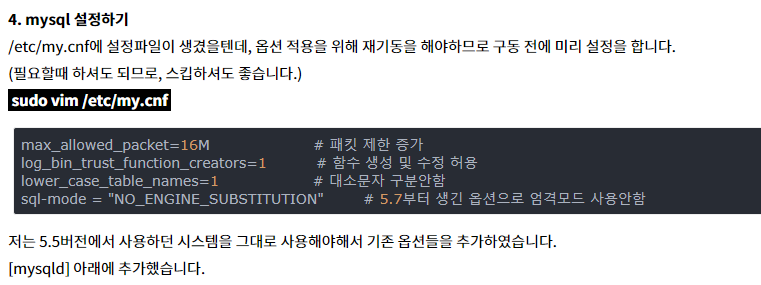 4. mysql 설정하기
/etc/my.cnf에 설정파일이 생겼을텐데, 옵션 적용을 위해 재기동을 해야하므로 구동 전에 미리 설정을 합니다.
(필요할때 하셔도 되므로, 스킵하셔도 좋습니다.)
sudo vim /etc/my.cnf
max_allowed_packet=16M # 패킷 제한 증가
log_bin_trust_function_creators=1 # 함수 생성 및 수정 허용
lower_case_table_names=1 # 대소문자 구분안함
sql-mode = "NO_ENGINE_SUBSTITUTION" # 5.7부터 생긴 옵션으로 엄격모드 사용안함
저는 5.5버전에서 사용하던 시스템을 그대로 사용해야해서 기존 옵션들을 추가하였습니다.
[mysqld] 아래에 추가했습니다.